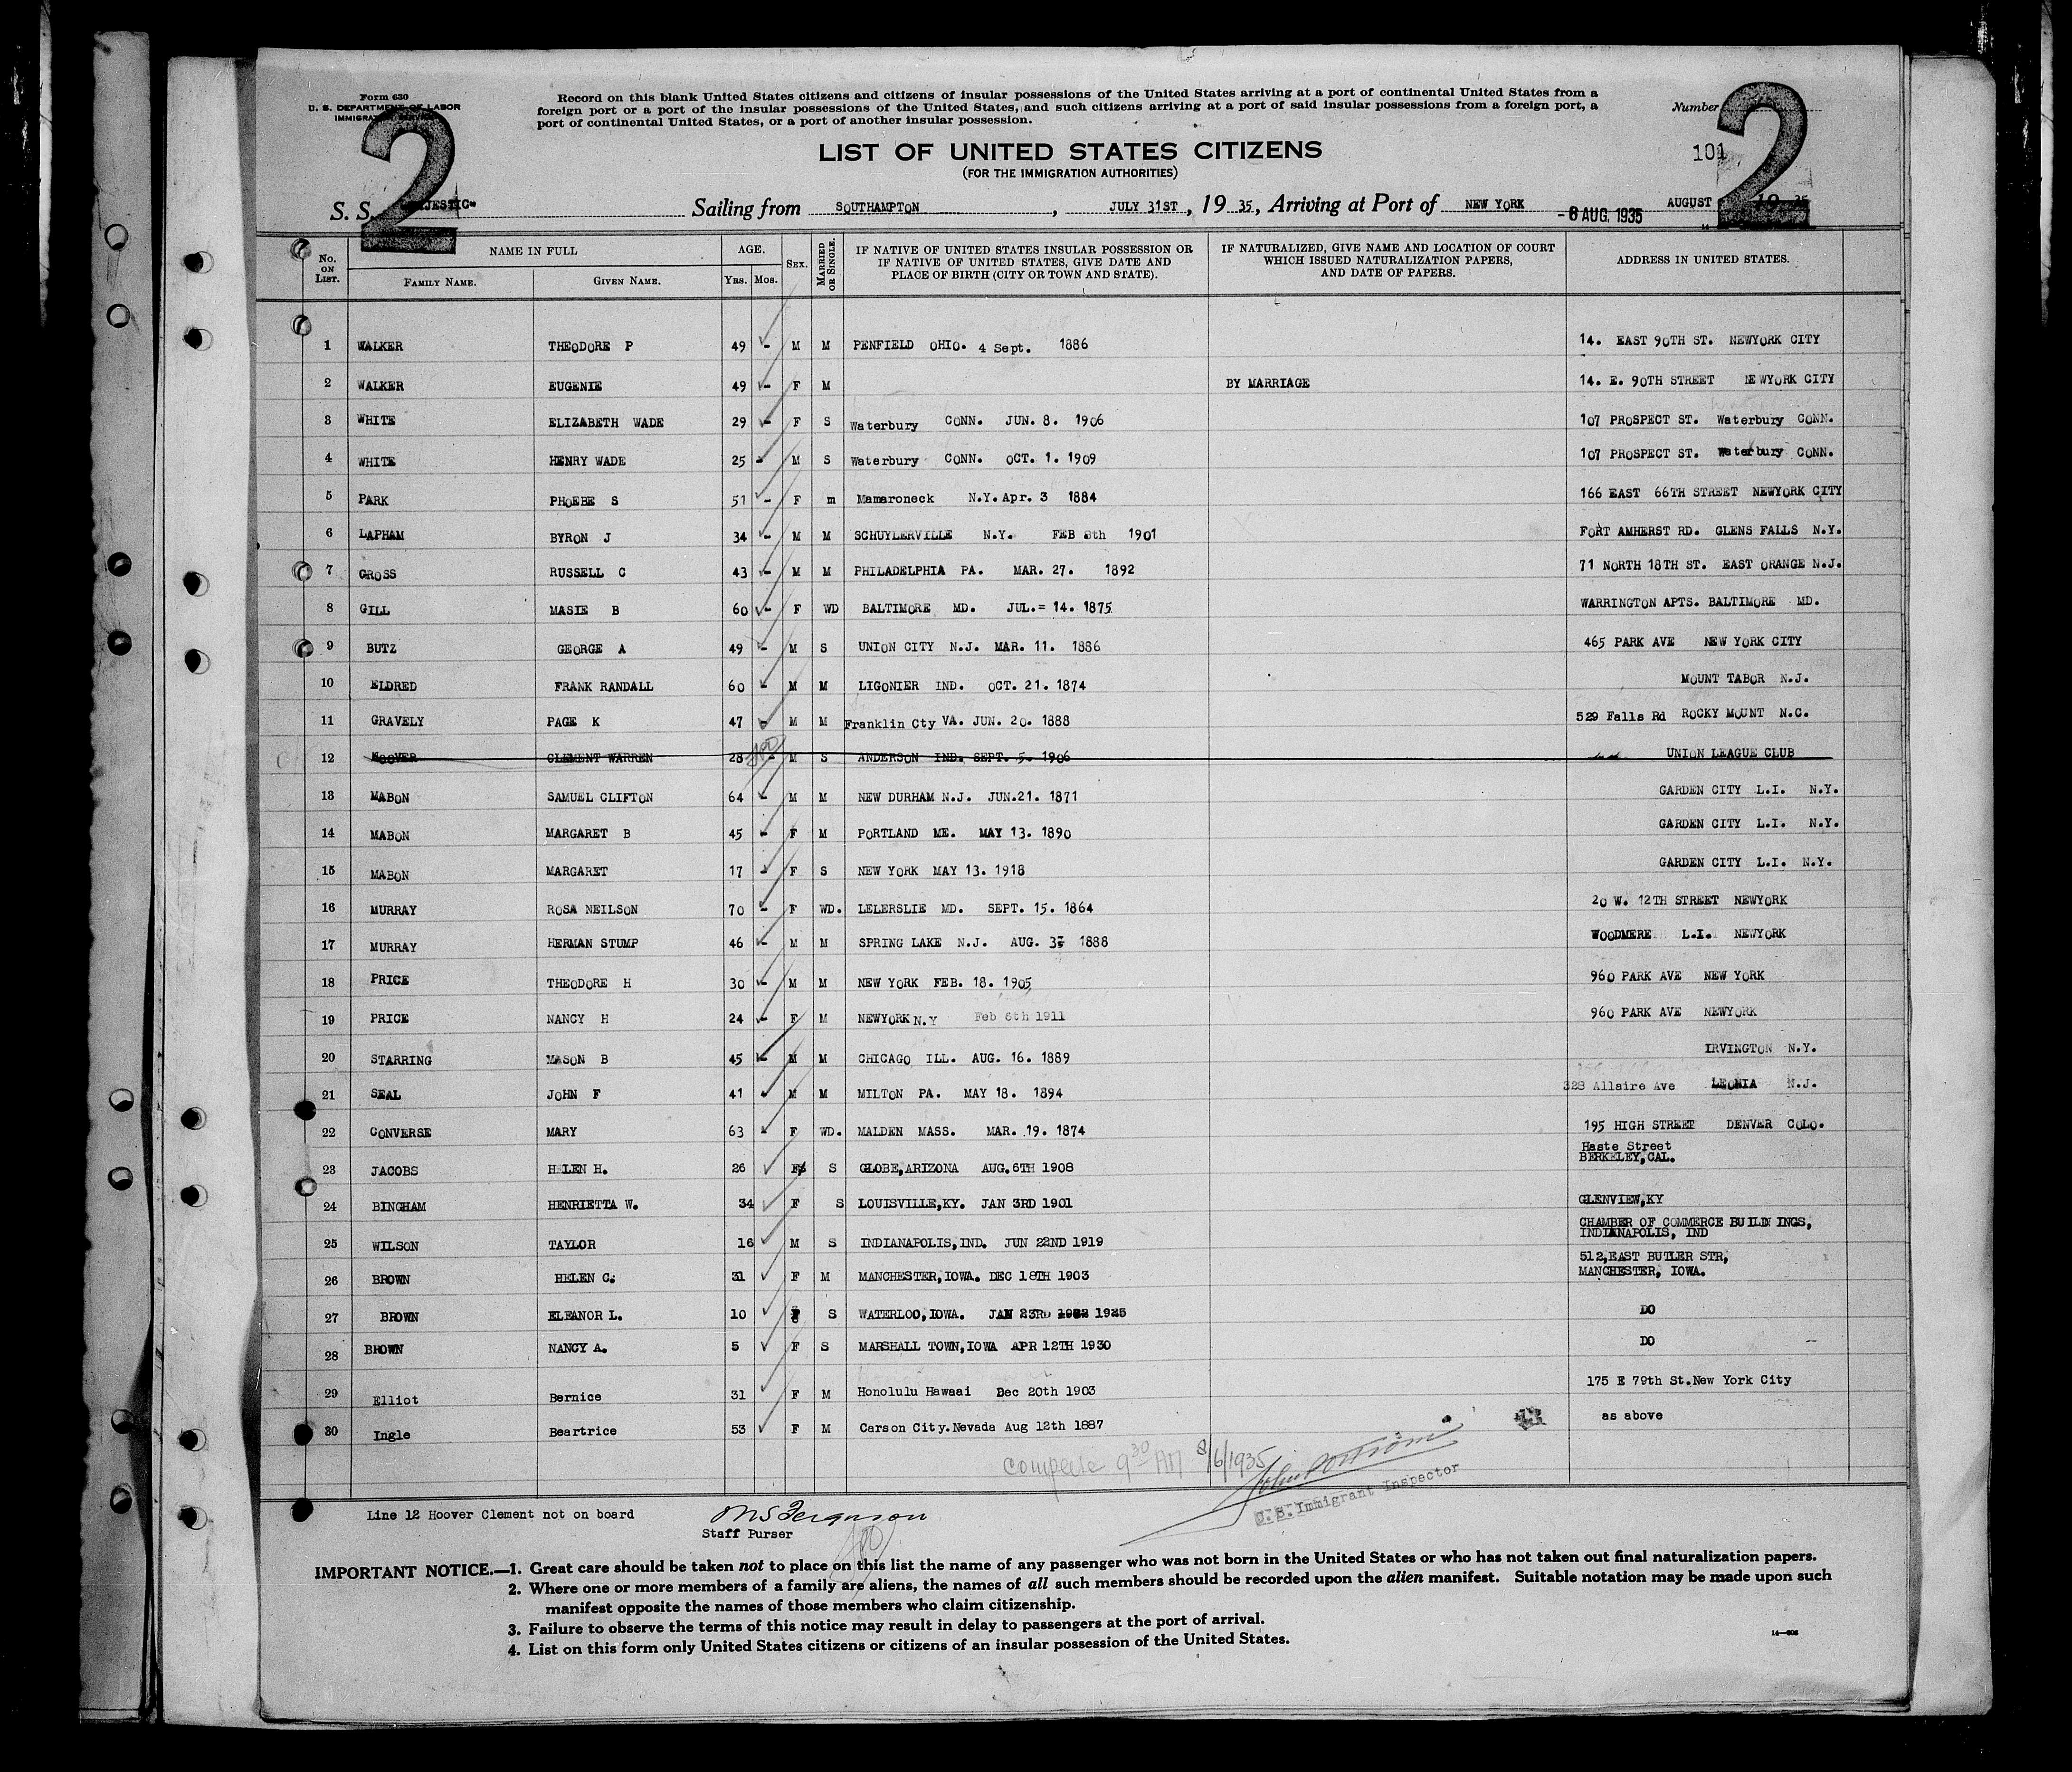 Form 630
U. S. DEPARTMENT OF LABOR
IMMIGRATION SERVICE
2
Record on this blank United States citizens and citizens of insular possessions of the United States arriving at a port of continental United States from a
foreign port or a port of the insular possessions of the United States, and such citizens arriving at a port of said insular possessions from a foreign port, a
port of continental United States, or a port of another insular possession.
Number
2
101
LIST OF UNITED STATES CITIZENS
(FOR THE IMMIGRATION AUTHORITIES)
S. S. MAJESTIC Sailing from SOUTHAMPTON, JULY 31ST, 19 35, Arriving at Port of NEW YORK - 6 AUG. 1935 AUGUST 19 35
No. ON LIST. NAME IN FULL FAMILY NAME. GIVEN NAME. AGE. YRS. MOS. SEX. MARRIED OR SINGLE. IF NATIVE OF UNITED STATES INSULAR POSSESSION OR IF NATIVE OF UNITED STATES, GIVE DATE AND PLACE OF BIRTH (CITY OR TOWN AND STATE). IF NATURALIZED, GIVE NAME AND LOCATION OF COURT WHICH ISSUED NATURALIZATION PAPERS, AND DATE OF PAPERS. ADDRESS IN UNITED STATES.
1 WALKER THEODORE P 49 - M M PENFIELD OHIO. 4 Sept. 1886 14. EAST 90TH ST. NEWYORK CITY
2 WALKER EUGENIE 49 - F M BY MARRIAGE 14. E. 90TH STREET NEWYORK CITY
3 WHITE ELIZABETH WADE 29 - F S Waterbury CONN. JUN. 8. 1906 107 PROSPECT ST. Waterbury CONN.
4 WHITE HENRY WADE 25 - M S Waterbury CONN. OCT. 1. 1909 107 PROSPECT ST. Waterbury CONN.
5 PARK PHOEBE S 51 - F m Mamaroneck N.Y. Apr. 3 1884 166 EAST 66TH STREET NEWYORK CITY
6 LAPHAM BYRON J 34 - M M SCHUYLERVILLE N.Y. FEB 8th 1901 FORT AMHERST RD. GLENS FALLS N.Y.
7 GROSS RUSSELL C 43 - M M PHILADELPHIA PA. MAR. 27. 1892 71 NORTH 18TH ST. EAST ORANGE N.J.
8 GILL MASIE B 60 - F WD BALTIMORE MD. JUL.= 14. 1875 WARRINGTON APTS. BALTIMORE MD.
9 BUTZ GEORGE A 49 - M S UNION CITY N.J. MAR. 11. 1886 465 PARK AVE NEW YORK CITY
10 ELDRED FRANK RANDALL 60 - M M LIGONIER IND. OCT. 21. 1874 MOUNT TABOR N.J.
11 GRAVELY PAGE K 47 - M M Franklin Cty VA. JUN. 20. 1888 529 Falls Rd ROCKY MOUNT N.C.
12 HOOVER CLEMENT WARREN 28 - M S ANDERSON IND. SEPT. 5. 1906 UNION LEAGUE CLUB
13 MABON SAMUEL CLIFTON 64 - M M NEW DURHAM N.J. JUN.21. 1871 GARDEN CITY L.I. N.Y.
14 MABON MARGARET B 45 - F M PORTLAND ME. MAY 13. 1890 GARDEN CITY L.I. N.Y.
15 MABON MARGARET 17 - F S NEW YORK MAY 13. 1918 GARDEN CITY L.I. N.Y.
16 MURRAY ROSA NEILSON 70 - F WD. LELERSLIE MD. SEPT. 15. 1864 20 W. 12TH STREET NEWYORK
17 MURRAY HERMAN STUMP 46 - M M SPRING LAKE N.J. AUG. 1888 WOODMERE L.I. NEWYORK
18 PRICE THEODORE H 30 - M M NEW YORK FEB. 18. 1905 960 PARK AVE NEW YORK
19 PRICE NANCY H 24 - F M NEWYORK N.Y Feb 6th 1911 960 PARK AVE NEWYORK
20 STARRING MASON B 45 - M M CHICAGO ILL. AUG. 16. 1889 IRVINGTON N.Y.
21 SEAL JOHN F 41 M M MILTON PA. MAY 18. 1894 328 Allaire Ave LEONIA N.J.
22 CONVERSE MARY 63 - F WD. MALDEN MASS. MAR. 19. 1874 195 HIGH STREET DENVER COLO.
23 JACOBS HELEN H. 26 F S GLOBE,ARIZONA AUG.6TH 1908 Haste Street BERKELEY,CAL.
24 BINGHAM HENRIETTA W. 34 F S LOUISVILLE,KY. JAN 3RD 1901 GLENVIEW,KY
25 WILSON TAYLOR 16 M S INDIANAPOLIS,IND. JUN 22ND 1919 CHAMBER OF COMMERCE BUILDINGS, INDIANAPOLIS, IND
26 BROWN HELEN C. 31 F M MANCHESTER,IOWA. DEC 18TH 1903 512,EAST BUTLER STR, MANCHESTER, IOWA.
27 BROWN ELEANOR L. 10 F S WATERLOO,IOWA. JAN 23RD 1925 DO
28 BROWN NANCY A. 5 F S MARSHALL TOWN,IOWA APR 12TH 1930 DO
29 Elliot Bernice 31 F M Honolulu Hawaai Dec 20th 1903 175 E 79th St.New York City
30 Ingle Beartrice 53 F M Carson City.Nevada Aug 12th 1887 as above
Complete 9 30 AM 8/6/1935
U.S. Immigrant Inspector
Line 12 Hoover Clement not on board
MS Ferguson
Staff Purser
IMPORTANT NOTICE.—1. Great care should be taken not to place on this list the name of any passenger who was not born in the United States or who has not taken out final naturalization papers.
2. Where one or more members of a family are aliens, the names of all such members should be recorded upon the alien manifest. Suitable notation may be made upon such
manifest opposite the names of those members who claim citizenship.
3. Failure to observe the terms of this notice may result in delay to passengers at the port of arrival.
4. List on this form only United States citizens or citizens of an insular possession of the United States.